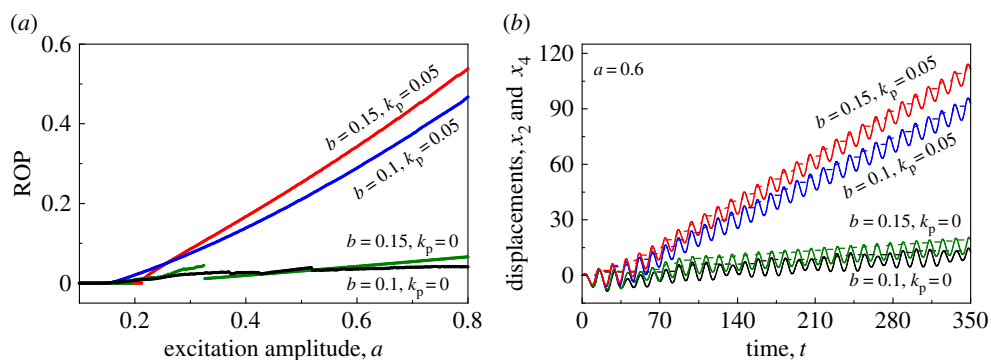 (a)
0.6
0.4
0.2
0
ROP
0.2
0.4
0.6
0.8
excitation amplitude, a
b = 0.15, kp = 0.05
b = 0.1, kp = 0.05
b = 0.15, kp = 0
b = 0.1, kp = 0
(b)
120
90
60
30
0
displacements, x2 and x4
0
70
140
210
280
350
time, t
a = 0.6
b = 0.15, kp = 0.05
b = 0.1, kp = 0.05
b = 0.15, kp = 0
b = 0.1, kp = 0